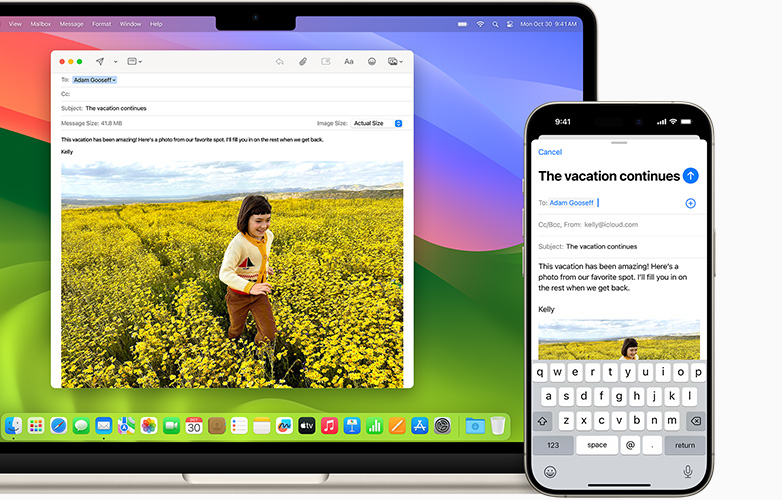 View Mailbox Message Format Window Help
Mon Oct 30 9:41 AM
To: Adam Gooseff
Cc:
Subject: The vacation continues
Message Size: 41.8 MB
Image Size: Actual Size
This vacation has been amazing! Here's a photo from our favorite spot. I'll fill you in on the rest when we get back.
Kelly
OCT
30
tv
9:41
Cancel
The vacation continues
To: Adam Gooseff
Cc/Bcc, From: kelly@icloud.com
Subject: The vacation continues
This vacation has been amazing! Here's a
photo from our favorite spot. I'll fill you in on
the rest when we get back.
Kelly
q w e r t y u i o p
a s d f g h j k l
z x c v b n m
123 space @ . return